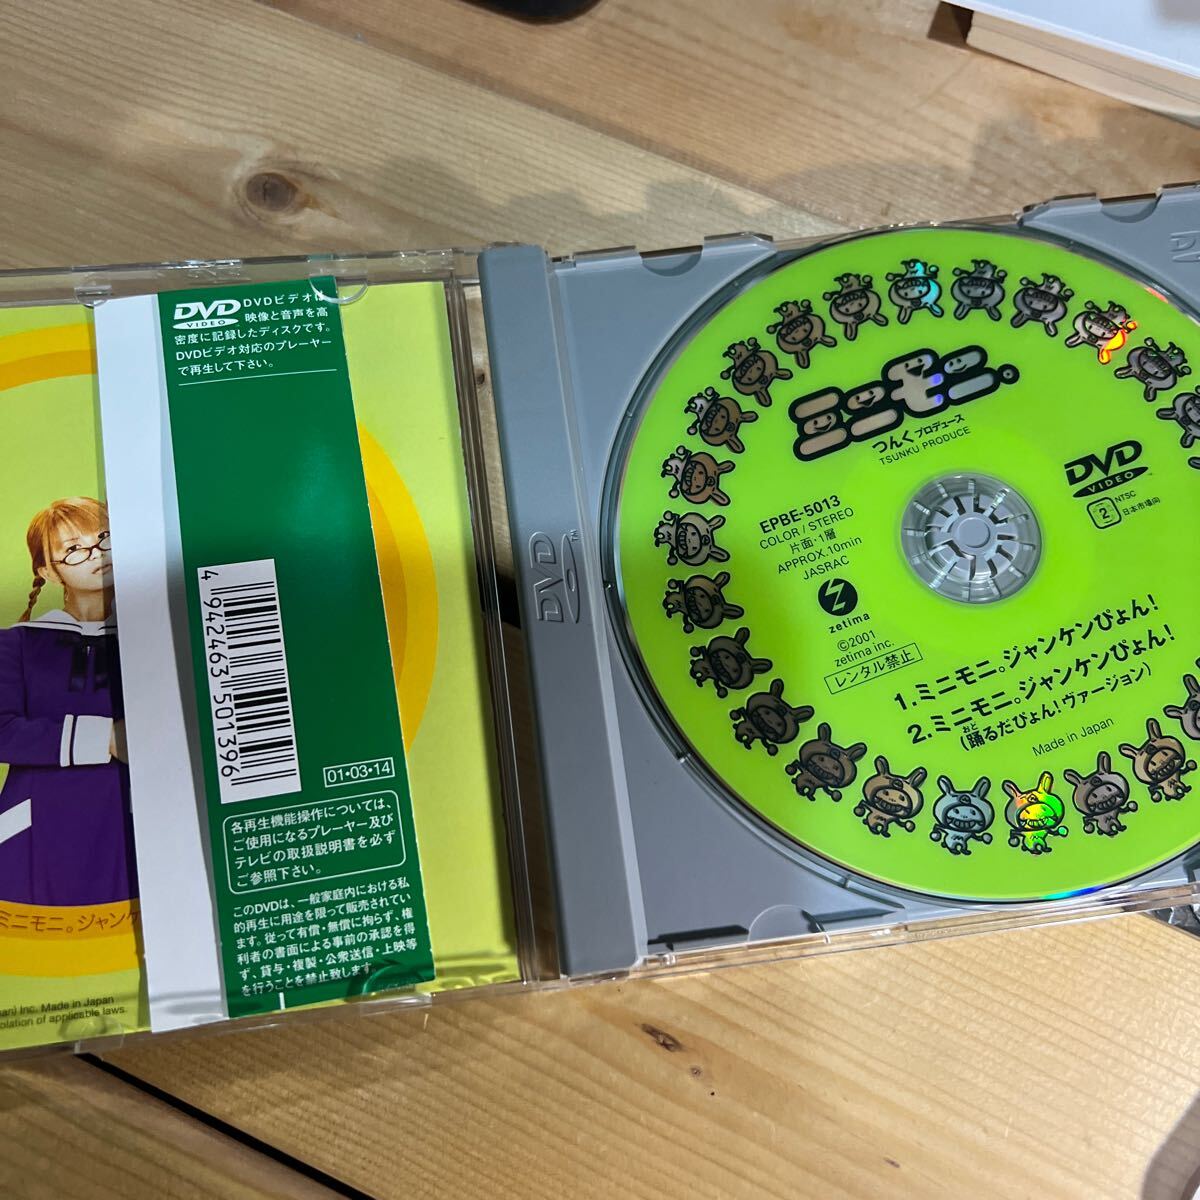 DVD
VIDEO
DVDビデオは
映像と音声を高
密度に記録したディスクです。
DVDビデオ対応のプレーヤー
で再生して下さい。
4 942463 501396
01・03・14
各再生機能操作については、
ご使用になるプレーヤー及び
テレビの取扱説明書を必ず
ご参照下さい。
このDVDは、一般家庭内における私
的再生に用途を限って販売されてい
ます。従って有償・無償に拘らず、権
利者の書面による事前の承認を得
ず、貸与・複製・公衆送信・上映等
を行うことを禁止致します。
ミニモニ。ジャンケ
Inc. Made in Japan
of applicable laws.
DVD
ミニモニ。
つんくプロデュース
TSUNKU PRODUCE
DVD
VIDEO
2
NTSC
日本市場向
EPBE-5013
COLOR / STEREO
片面・1層
APPROX.10min
JASRAC
zetima
©2001
zetima inc.
レンタル禁止
1.ミニモニ。ジャンケンぴょん!
2.ミニモニ。ジャンケンぴょん!
(踊るだぴょん!ヴァージョン)
おど
Made in Japan